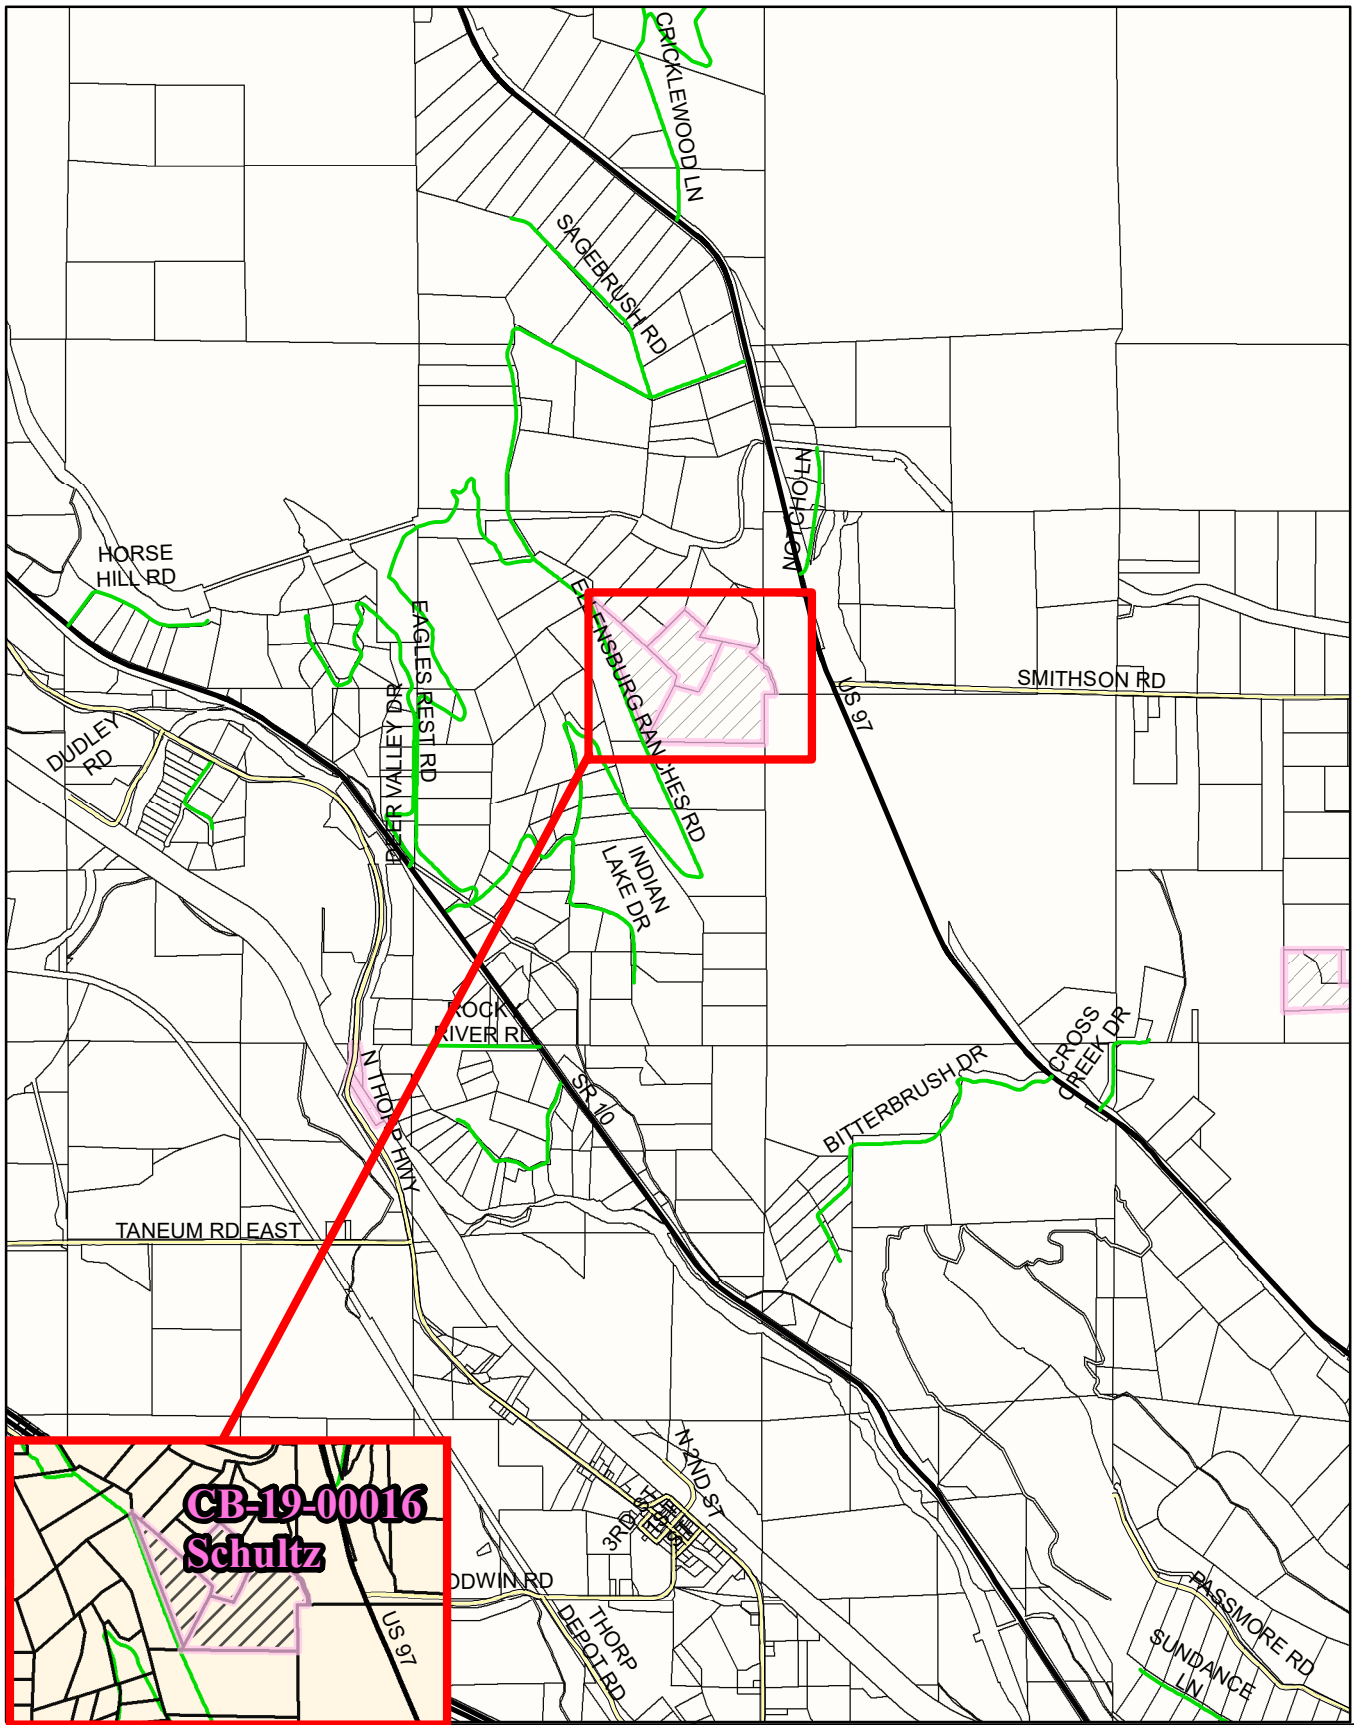 CRICKLEWOOD LN
SAGEBRUSH RD
NOTCHO LN
HORSE
HILL RD
ELLENSBURG RANCHES RD
EAGLES REST RD
DEER VALLEY DR
SMITHSON RD
US 97
DUDLEY
RD
INDIAN
LAKE DR
ROCKY
RIVER RD
CROSS
CREEK DR
BITTERBRUSH DR
SR 10
N THORP HWY
TANEUM RD EAST
N 2ND ST
3RD
CB-19-00016
Schultz
US 97
ODWIN RD
THORP
DEPOT RD
PASSMORE RD
SUNDANCE
LN